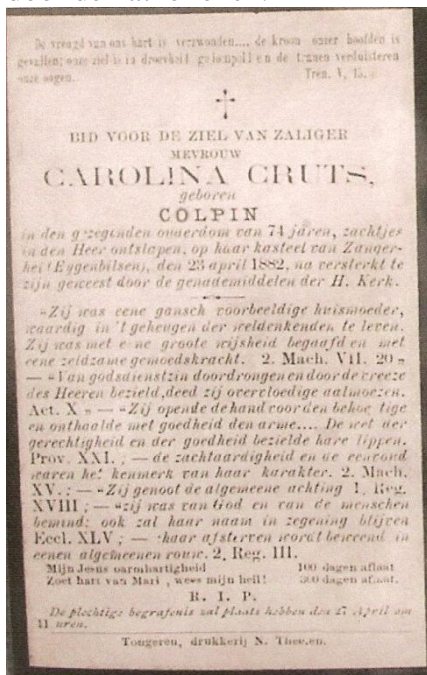 De vreugd van ons hart is verzwonden.... de kroon onzer hoofden is
gevallen; onze ziel is in droevheid gedompeld en de tranen verduisteren
onze oogen. Tren. V, 15.
BID VOOR DE ZIEL VAN ZALIGER
MEVROUW
CAROLINA CRUTS,
geboren
COLPIN
in den gezegenden ouderdom van 74 jaren, zachtjes
in den Heer ontslapen, op haar kasteel van Zanger-
hei (Eygenbilsen), den 23 april 1882, na versterkt te
zijn geweest door de genademiddelen der H. Kerk.
"Zij was eene gansch voorbeeldige huismoeder,
waardig in 't geheugen der weldenkenden te leven.
Zij was met eene groote wijsheid begaafd en met
eene zeldzame gemoedskracht. 2. Mach. VII. 20 "
— "Van godsdienstzin doordrongen en door de vreeze
des Heeren bezield, deed zij overvloedige aalmoezen.
Act. X " — "Zij opende de hand voor den behoeftige
en onthaalde met goedheid den arme.... De wet der
gerechtigheid en der goedheid bezielde hare lippen.
Prov. XXI. ; — de zachtaardigheid en de eenvoud
waren het kenmerk van haar karakter. 2. Mach.
XV. ; — "Zij genoot de algemeene achting 1. Reg.
XVIII ; — "zij was van God en van de menschen
bemind; ook zal haar naam in zegening blijven
Eccl. XLV ; — 'haar afsterven wordt beweend in
eenen algemeenen rouw. 2. Reg. III.
Mijn Jesus barmhartigheid 100 dagen aflaat
Zoet hart van Mari , wees mijn heil! 300 dagen aflaat.
R. I. P.
De plechtige begrafenis zal plaats hebben den 27 April om
11 uren.
Tongeren, drukkerij N. Theelen.